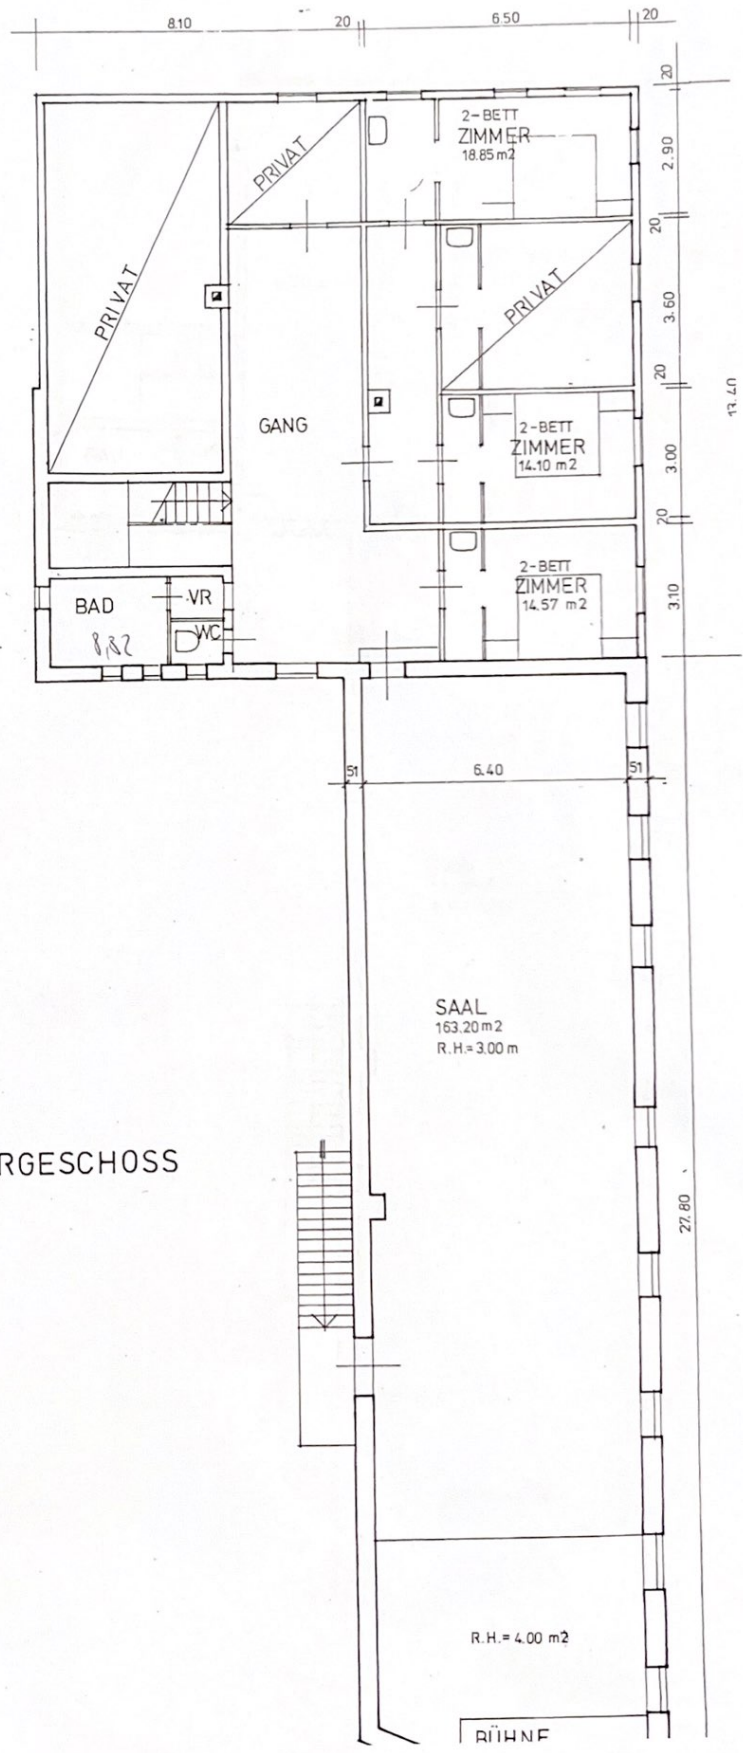 8.10
20
6.50
20
20
2-BETT
ZIMMER
18.85 m2
2.90
PRIVAT
20
PRIVAT
PRIVAT
3.60
20
13.40
GANG
2-BETT
ZIMMER
14.10 m2
3.00
20
2-BETT
ZIMMER
14.57 m2
3.10
BAD
VR
8,82
WC
51
6.40
51
SAAL
163.20 m2
R.H.= 3.00 m
RGESCHOSS
27.80
R.H.= 4.00 m2
BÜHNE